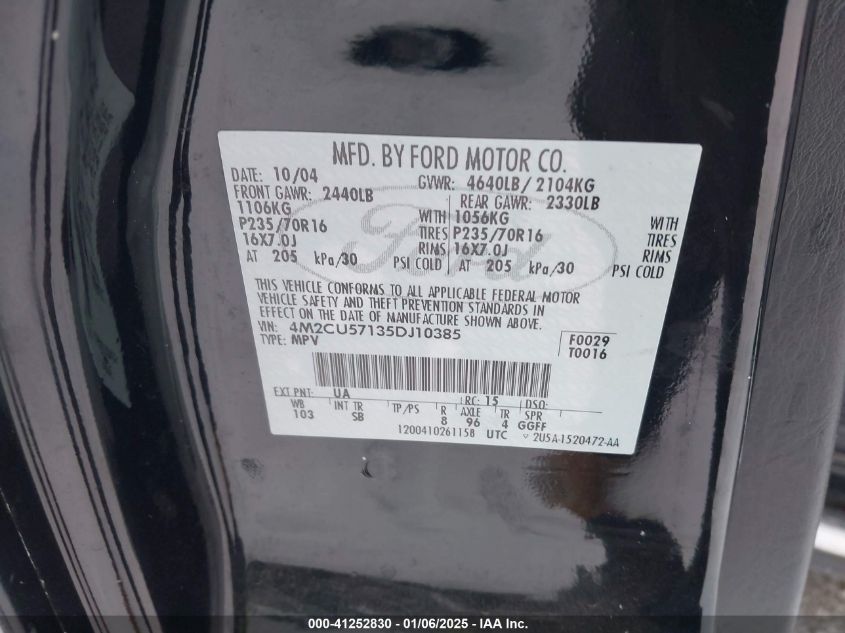 MFD. BY FORD MOTOR CO.
DATE: 10/04 GVWR: 4640LB / 2104KG
FRONT GAWR: 2440LB REAR GAWR: 2330LB
1106KG WITH 1056KG WITH
P235/70R16 TIRES P235/70R16 TIRES
16X7.0J RIMS 16X7.0J RIMS
AT 205 kPa/30 PSI COLD AT 205 kPa/30 PSI COLD
THIS VEHICLE CONFORMS TO ALL APPLICABLE FEDERAL MOTOR
VEHICLE SAFETY AND THEFT PREVENTION STANDARDS IN
EFFECT ON THE DATE OF MANUFACTURE SHOWN ABOVE.
VIN: 4M2CU57135DJ10385 F0029
TYPE: MPV T0016
Ford
EXT PNT: UA RC: 15 DSO:
WB INT TR TP/PS R AXLE TR SPR
103 SB 8 96 4 GGFF
1200410261158 UTC 2U5A-1520472-AA
000-41252830 - 01/06/2025 - IAA Inc.